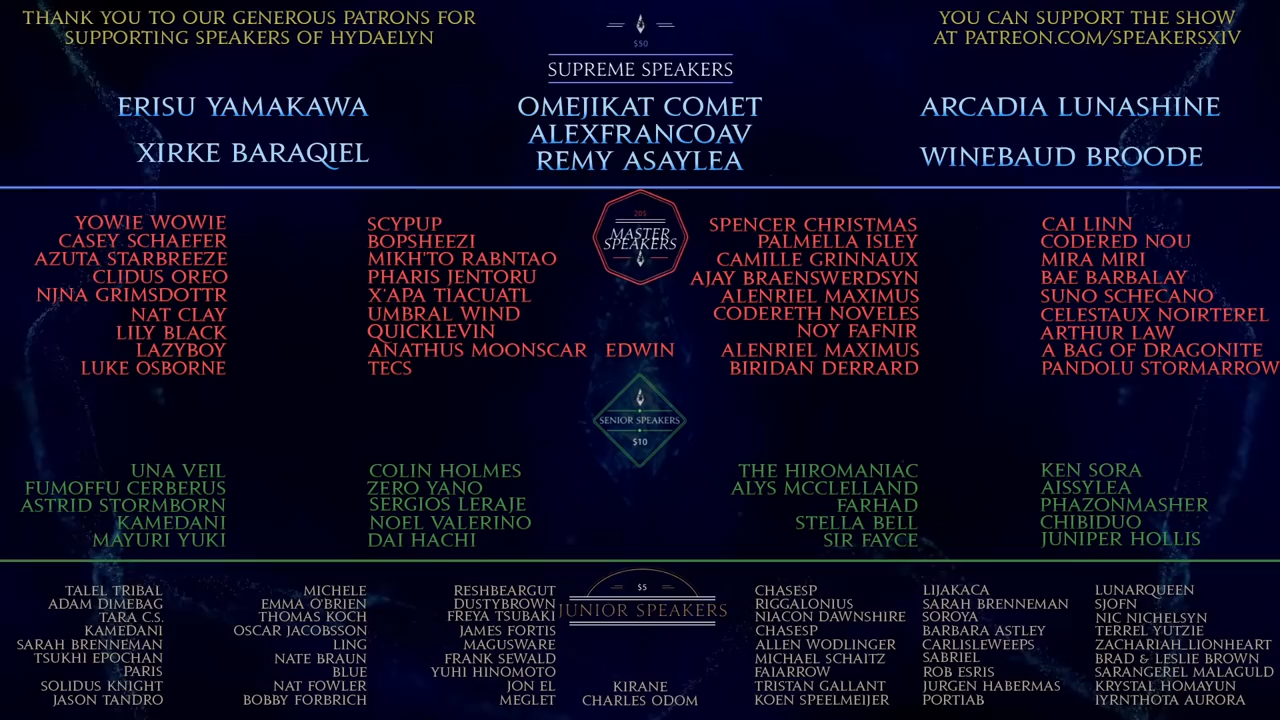 THANK YOU TO OUR GENEROUS PATRONS FOR
SUPPORTING SPEAKERS OF HYDAELYN
YOU CAN SUPPORT THE SHOW
AT PATREON.COM/SPEAKERSXIV
$50
SUPREME SPEAKERS
ERISU YAMAKAWA
XIRKE BARAQIEL
OMEJIKAT COMET
ALEXFRANCOAV
REMY ASAYLEA
ARCADIA LUNASHINE
WINEBAUD BROODE
20$
MASTER
SPEAKERS
YOWIE WOWIE
CASEY SCHAEFER
AZUTA STARBREEZE
CLIDUS OREO
NINA GRIMSDOTTR
NAT CLAY
LILY BLACK
LAZYBOY
LUKE OSBORNE
SCYPUP
BOPSHEEZI
MIKH'TO RABNTAO
PHARIS JENTORU
X'APA TIACUATL
UMBRAL WIND
QUICKLEVIN
ANATHUS MOONSCAR
TECS
EDWIN
SPENCER CHRISTMAS
PALMELLA ISLEY
CAMILLE GRINNAUX
AJAY BRAENSWERDSYN
ALENRIEL MAXIMUS
CODERETH NOVELES
NOY FAFNIR
ALENRIEL MAXIMUS
BIRIDAN DERRARD
CAI LINN
CODERED NOU
MIRA MIRI
BAE BARBALAY
SUNO SCHECANO
CELESTAUX NOIRTEREL
ARTHUR LAW
A BAG OF DRAGONITE
PANDOLU STORMARROW
SENIOR SPEAKERS
$10
UNA VEIL
FUMOFFU CERBERUS
ASTRID STORMBORN
KAMEDANI
MAYURI YUKI
COLIN HOLMES
ZERO YANO
SERGIOS LERAJE
NOEL VALERINO
DAI HACHI
THE HIROMANIAC
ALYS MCCLELLAND
FARHAD
STELLA BELL
SIR FAYCE
KEN SORA
AISSYLEA
PHAZONMASHER
CHIBIDUO
JUNIPER HOLLIS
$5
JUNIOR SPEAKERS
TALEL TRIBAL
ADAM DIMEBAG
TARA C.S.
KAMEDANI
SARAH BRENNEMAN
TSUKHI EPOCHAN
PARIS
SOLIDUS KNIGHT
JASON TANDRO
MICHELE
EMMA O'BRIEN
THOMAS KOCH
OSCAR JACOBSSON
LING
NATE BRAUN
BLUE
NAT FOWLER
BOBBY FORBRICH
RESHBEARGUT
DUSTYBROWN
FREYA TSUBAKI
JAMES FORTIS
MAGUSWARE
FRANK SEWALD
YUHI HINOMOTO
JON EL
MEGLET
KIRANE
CHARLES ODOM
CHASESP
RIGGALONIUS
NIACON DAWNSHIRE
CHASESP
ALLEN WODLINGER
MICHAEL SCHAITZ
FAIARROW
TRISTAN GALLANT
KOEN SPEELMEIJER
LIJAKACA
SARAH BRENNEMAN
SOROYA
BARBARA ASTLEY
CARLISLEWEEPS
SABRIEL
ROB ESRIS
JURGEN HABERMAS
PORTIAB
LUNARQUEEN
SJOFN
NIC NICHELSYN
TERREL YUTZIE
ZACHARIAH_LIONHEART
BRAD & LESLIE BROWN
SARANGEREL MALAGULD
KRYSTAL HOMAYUN
IYRNTHOTA AURORA